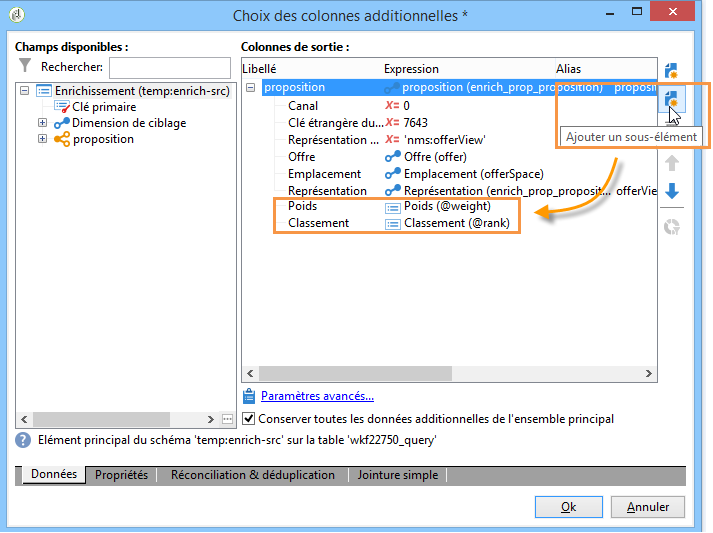 Choix des colonnes additionnelles *
Champs disponibles :
Rechercher:
Enrichissement (temp:enrich-src)
Clé primaire
Dimension de ciblage
proposition
Colonnes de sortie :
Libellé Expression Alias
proposition proposition (enrich_prop_proposition) proposit
Canal X= 0
Clé étrangère du... X= 7643
Représentation ... X= 'nms:offerView'
Offre Offre (offer)
Emplacement Emplacement (offerSpace)
Représentation Représentation (enrich_prop_proposit... offerVie
Poids Poids (@weight)
Classement Classement (@rank)
Ajouter un sous-élément
Paramètres avancés...
Conserver toutes les données additionnelles de l'ensemble principal
Elément principal du schéma 'temp:enrich-src' sur la table 'wkf22750_query'
Données Propriétés Réconciliation & déduplication Jointure simple
Ok Annuler